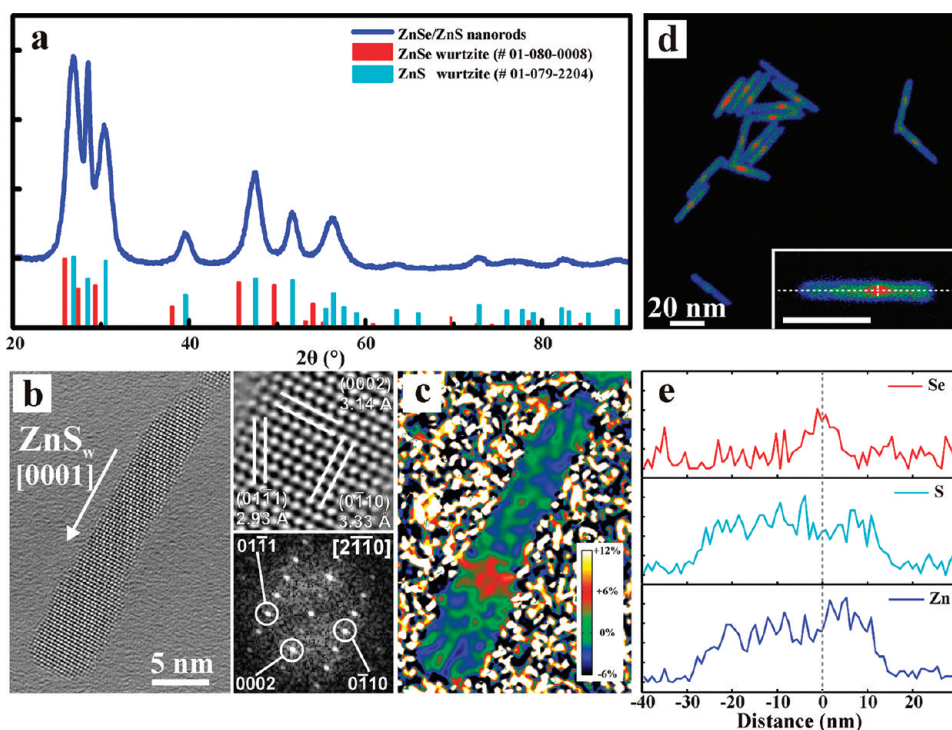 a
ZnSe/ZnS nanorods
ZnSe wurtzite (# 01-080-0008)
ZnS wurtzite (# 01-079-2204)
20
40
60
80
2θ (°)
b
ZnSw
[0001]
5 nm
(0002)
3.14 A
(011̅1̅)
2.93 A
(01̅10)
3.33 A
011̅1
[21̅1̅0]
0002
01̅10
c
+12%
+6%
0%
-6%
d
20 nm
e
Se
S
Zn
-40
-30
-20
-10
0
10
20
Distance (nm)